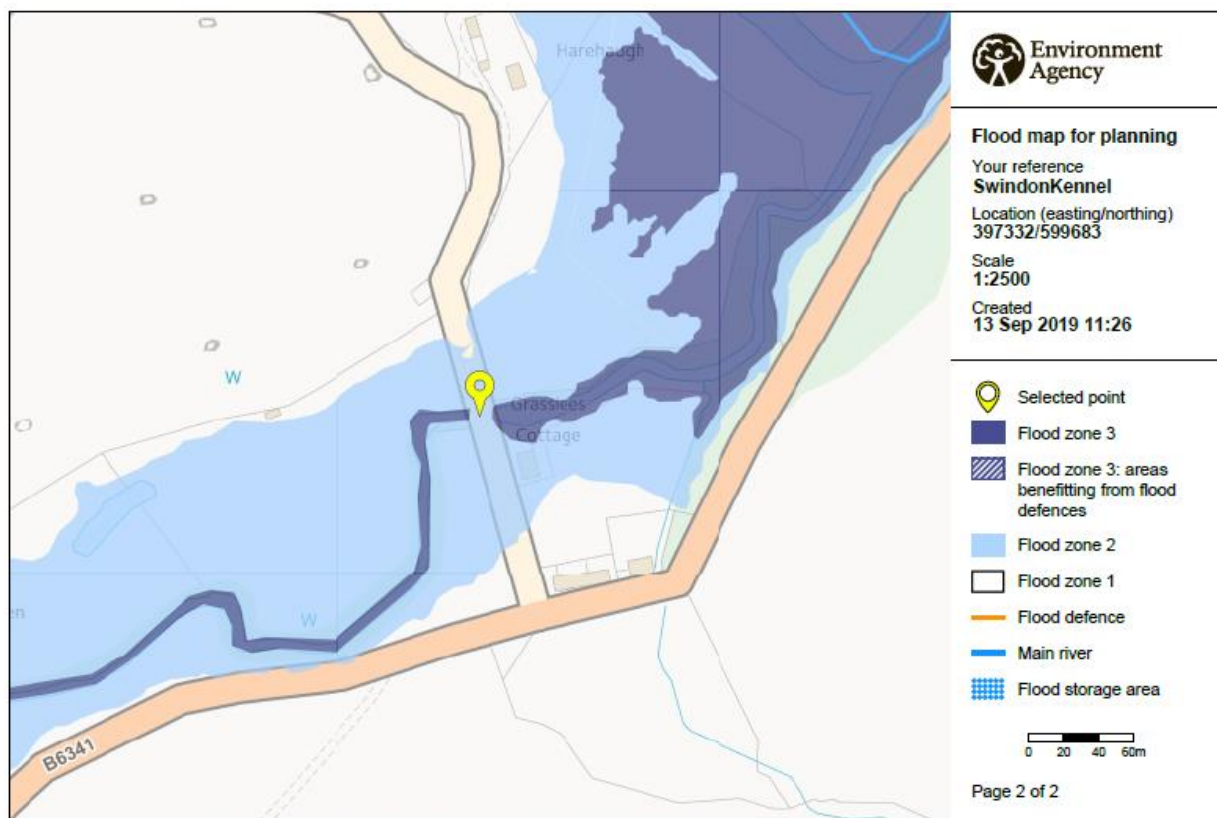 Harehaugh
W
Grasslees
Cottage
en
W
B6341
Environment
Agency
Flood map for planning
Your reference
SwindonKennel
Location (easting/northing)
397332/599683
Scale
1:2500
Created
13 Sep 2019 11:26
Selected point
Flood zone 3
Flood zone 3: areas
benefitting from flood
defences
Flood zone 2
Flood zone 1
Flood defence
Main river
Flood storage area
0 20 40 60m
Page 2 of 2